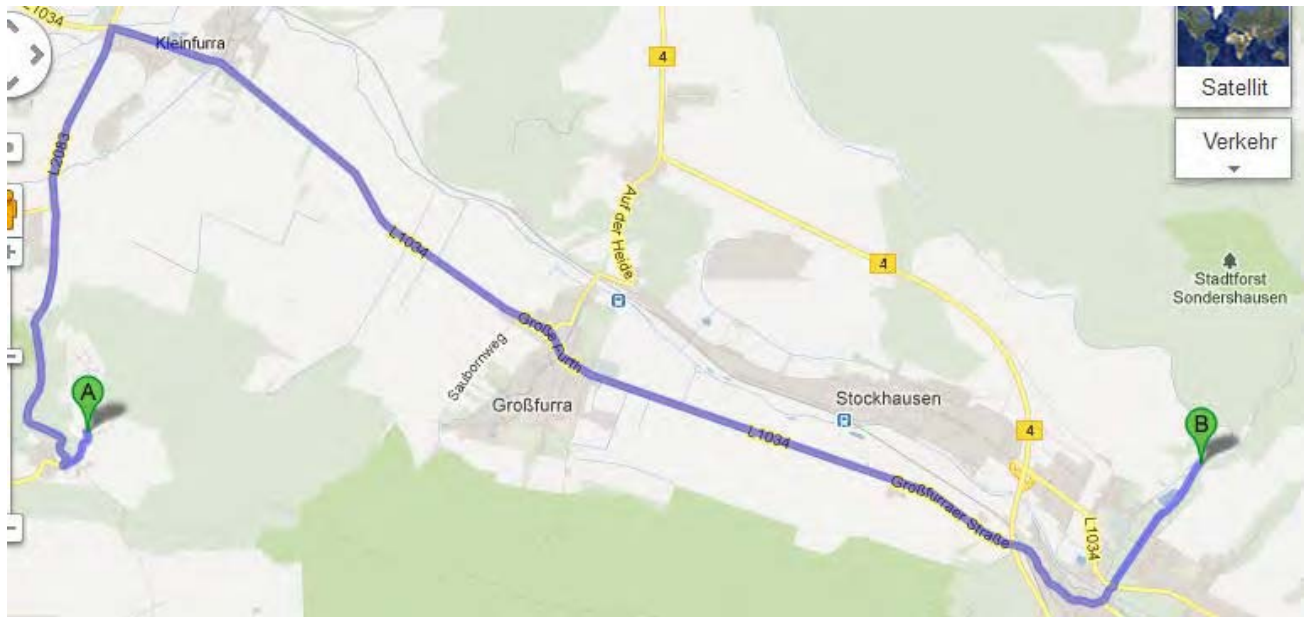 L1034
Kleinfurra
4
Satellit
Verkehr
L2083
Auf der Heide
L1034
4
Stadtforst
Sondershausen
Große Furth
Saubornweg
A
Großfurra
Stockhausen
L1034
4
B
Großfurraer Straße
L1034